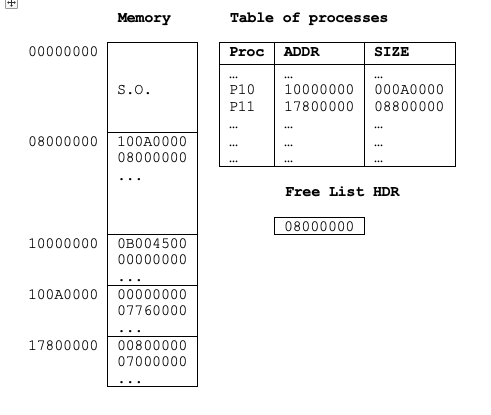 Memory
Table of processes
00000000
S.O.
08000000
100A0000
08000000
...
10000000
0B004500
00000000
...
100A0000
00000000
07760000
...
17800000
00800000
07000000
...
Proc ADDR SIZE
… … …
P10 10000000 000A0000
P11 17800000 08800000
… … …
… … …
… … …
Free List HDR
08000000